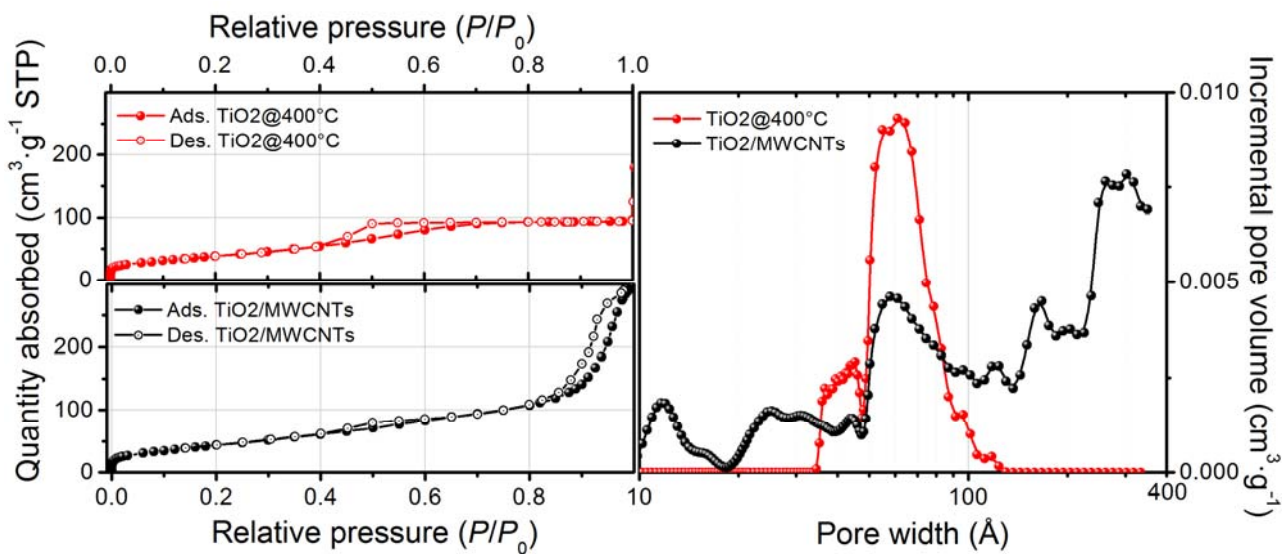 Relative pressure (P/P0)
0.0 0.2 0.4 0.6 0.8 1.0
Quantity absorbed (cm3·g-1 STP)
200
100
0
Ads. TiO2@400°C
Des. TiO2@400°C
200
100
0
Ads. TiO2/MWCNTs
Des. TiO2/MWCNTs
0.0 0.2 0.4 0.6 0.8
Relative pressure (P/P0)
TiO2@400°C
TiO2/MWCNTs
0.010
0.005
0.000
Incremental pore volume (cm3·g-1)
10 100 400
Pore width (Å)